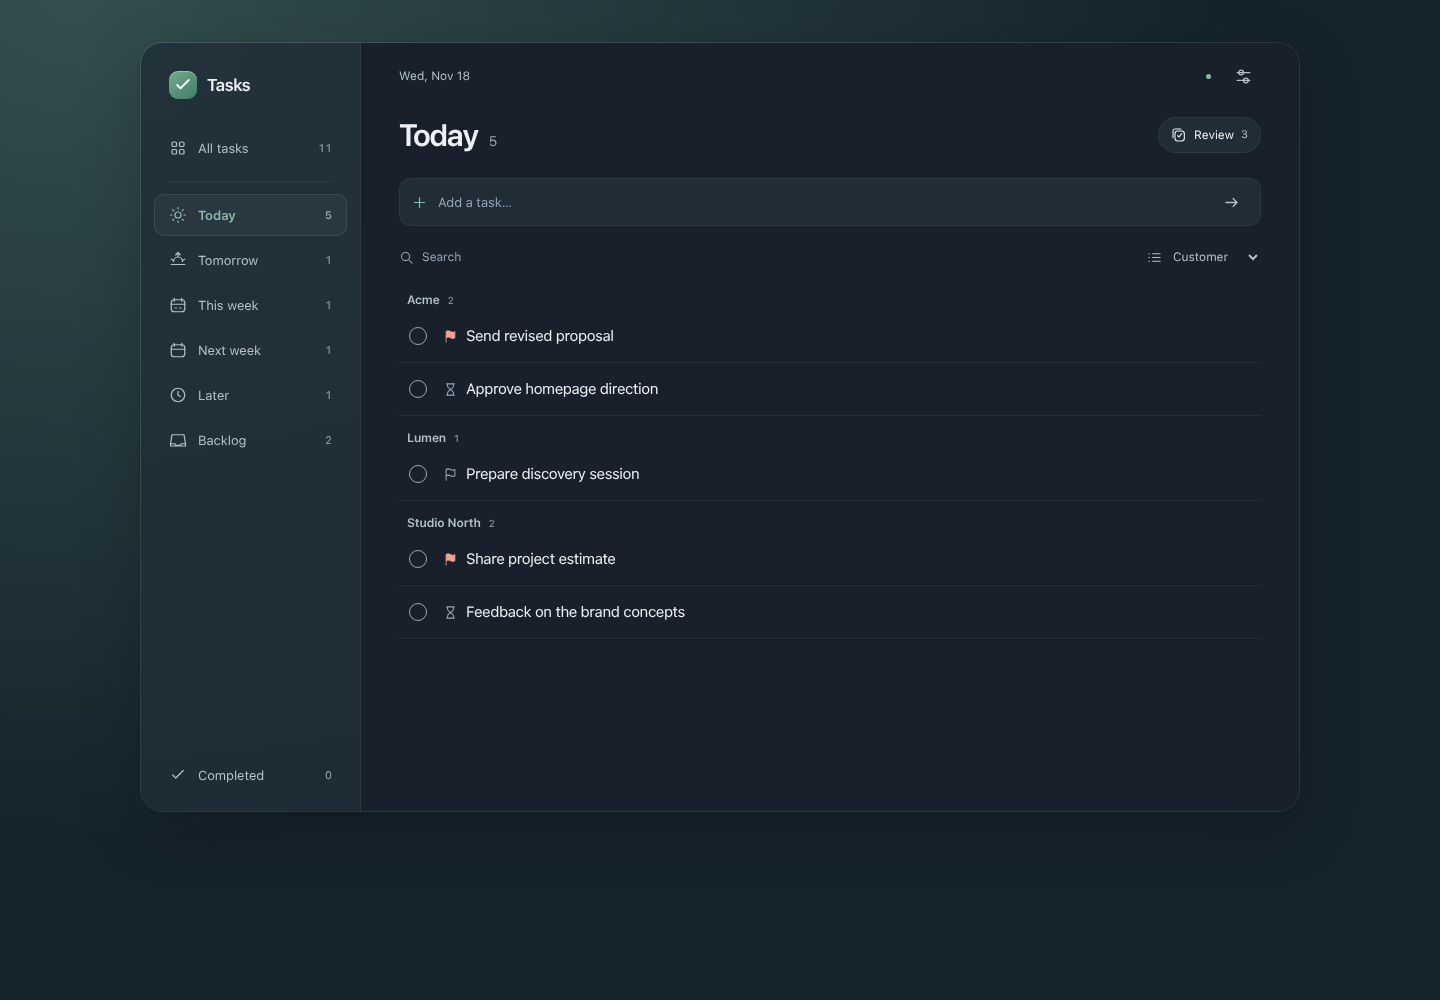 Tasks
All tasks 11
Today 5
Tomorrow 1
This week 1
Next week 1
Later 1
Backlog 2
Completed 0
Wed, Nov 18
Today 5
Review 3
Add a task...
Search
Customer
Acme 2
Send revised proposal
Approve homepage direction
Lumen 1
Prepare discovery session
Studio North 2
Share project estimate
Feedback on the brand concepts